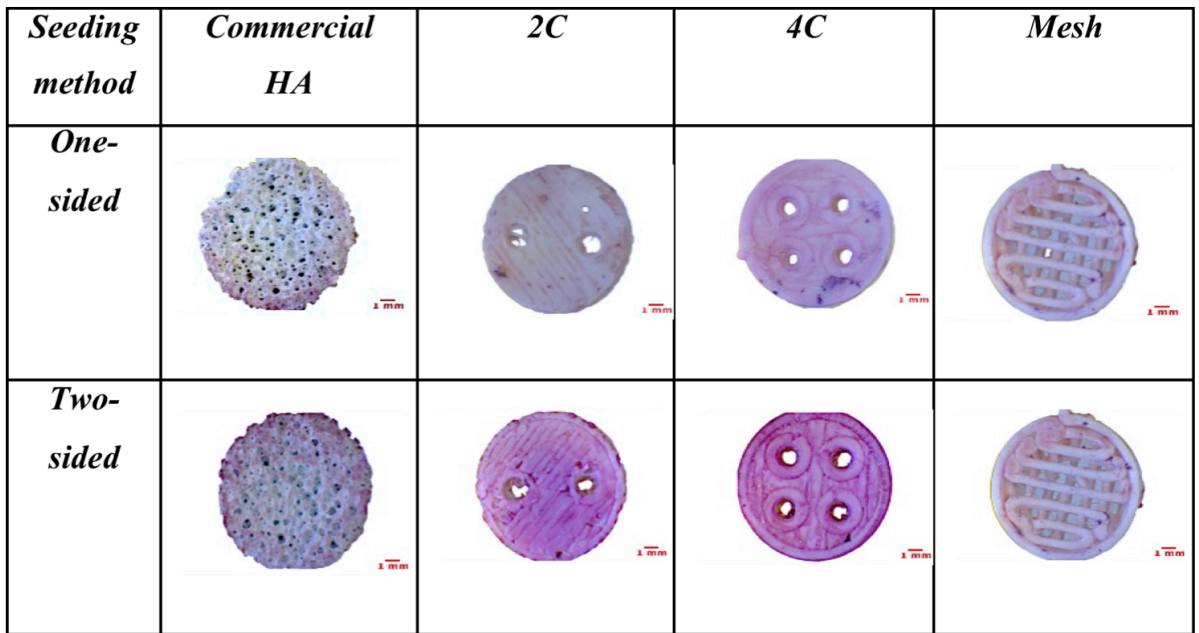 Seeding method
Commercial HA
2C
4C
Mesh
One-sided
1 mm
1 mm
1 mm
1 mm
Two-sided
1 mm
1 mm
1 mm
1 mm